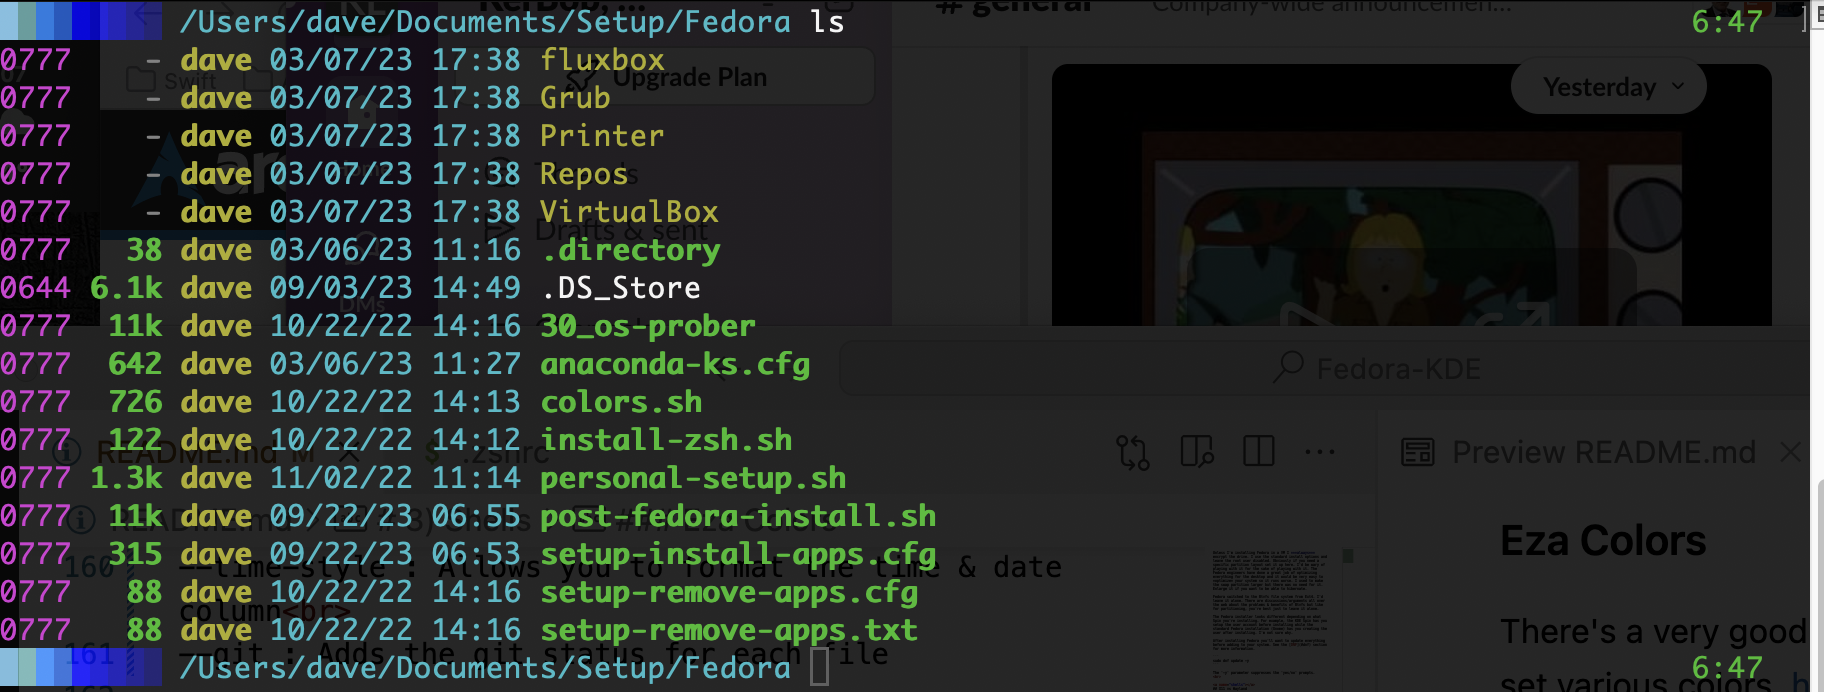 /Users/dave/Documents/Setup/Fedora ls 6:47
0777 - dave 03/07/23 17:38 fluxbox
0777 - dave 03/07/23 17:38 Grub
0777 - dave 03/07/23 17:38 Printer
0777 - dave 03/07/23 17:38 Repos
0777 - dave 03/07/23 17:38 VirtualBox
0777 38 dave 03/06/23 11:16 .directory
0644 6.1k dave 09/03/23 14:49 .DS_Store
0777 11k dave 10/22/22 14:16 30_os-prober
0777 642 dave 03/06/23 11:27 anaconda-ks.cfg
0777 726 dave 10/22/22 14:13 colors.sh
0777 122 dave 10/22/22 14:12 install-zsh.sh
0777 1.3k dave 11/02/22 11:14 personal-setup.sh
0777 11k dave 09/22/23 06:55 post-fedora-install.sh
0777 315 dave 09/22/23 06:53 setup-install-apps.cfg
0777 88 dave 10/22/22 14:16 setup-remove-apps.cfg
0777 88 dave 10/22/22 14:16 setup-remove-apps.txt
/Users/dave/Documents/Setup/Fedora 6:47
# general
Company-wide announcemen...
Swift
Upgrade Plan
Yesterday
Drafts & sent
DMs
Fedora-KDE
README.md M
.zshrc
Preview README.md
160 --time-style : Allows you to format the time & date
column<br>
161 --git : Adds the git status for each file
Eza Colors
There's a very good
set various colors